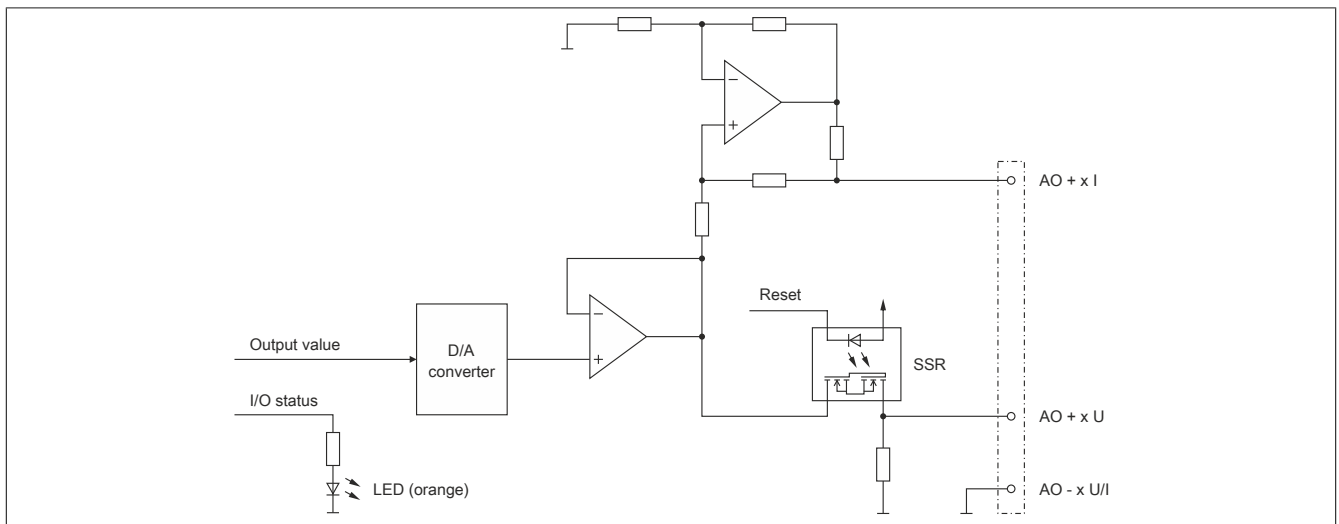 AO + x I
Reset
Output value
D/A
converter
SSR
I/O status
AO + x U
LED (orange)
AO - x U/I